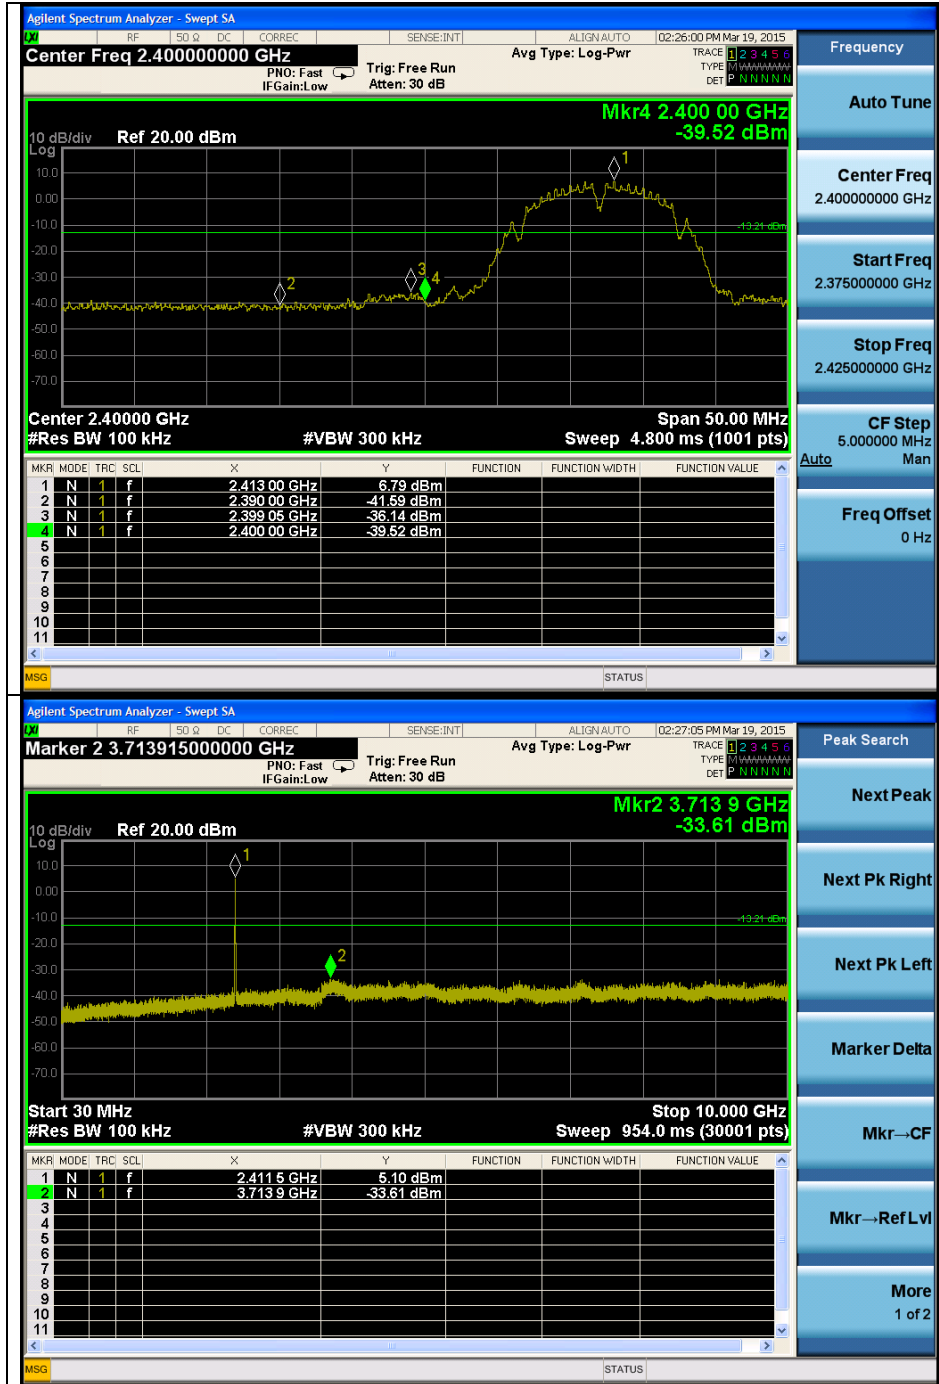 Agilent Spectrum Analyzer - Swept SA
LXI RF 50 Ω DC CORREC SENSE:INT ALIGN AUTO 02:26:00 PM Mar 19, 2015
Center Freq 2.400000000 GHz
PNO: Fast
IFGain:Low
Trig: Free Run
Atten: 30 dB
Avg Type: Log-Pwr
TRACE 1 2 3 4 5 6
TYPE M
DET P N N N N N
Mkr4 2.400 00 GHz
-39.52 dBm
10 dB/div Ref 20.00 dBm
Log
10.0
0.00
-10.0
-20.0
-30.0
-40.0
-50.0
-60.0
-70.0
1
2
3
4
-13.21 dBm
Center 2.40000 GHz Span 50.00 MHz
#Res BW 100 kHz #VBW 300 kHz Sweep 4.800 ms (1001 pts)
MKR MODE TRC SCL X Y FUNCTION FUNCTION WIDTH FUNCTION VALUE
1 N 1 f 2.413 00 GHz 6.79 dBm
2 N 1 f 2.390 00 GHz -41.59 dBm
3 N 1 f 2.399 05 GHz -36.14 dBm
4 N 1 f 2.400 00 GHz -39.52 dBm
5
6
7
8
9
10
11
MSG STATUS
Frequency
Auto Tune
Center Freq
2.400000000 GHz
Start Freq
2.375000000 GHz
Stop Freq
2.425000000 GHz
CF Step
5.000000 MHz
Auto Man
Freq Offset
0 Hz
Agilent Spectrum Analyzer - Swept SA
LXI RF 50 Ω DC CORREC SENSE:INT ALIGN AUTO 02:27:05 PM Mar 19, 2015
Marker 2 3.713915000000 GHz
PNO: Fast
IFGain:Low
Trig: Free Run
Atten: 30 dB
Avg Type: Log-Pwr
TRACE 1 2 3 4 5 6
TYPE M
DET P N N N N N
Mkr2 3.713 9 GHz
-33.61 dBm
10 dB/div Ref 20.00 dBm
Log
10.0
0.00
-10.0
-20.0
-30.0
-40.0
-50.0
-60.0
-70.0
1
2
-13.21 dBm
Start 30 MHz Stop 10.000 GHz
#Res BW 100 kHz #VBW 300 kHz Sweep 954.0 ms (30001 pts)
MKR MODE TRC SCL X Y FUNCTION FUNCTION WIDTH FUNCTION VALUE
1 N 1 f 2.411 5 GHz 5.10 dBm
2 N 1 f 3.713 9 GHz -33.61 dBm
3
4
5
6
7
8
9
10
11
MSG STATUS
Peak Search
Next Peak
Next Pk Right
Next Pk Left
Marker Delta
Mkr→CF
Mkr→Ref Lvl
More
1 of 2